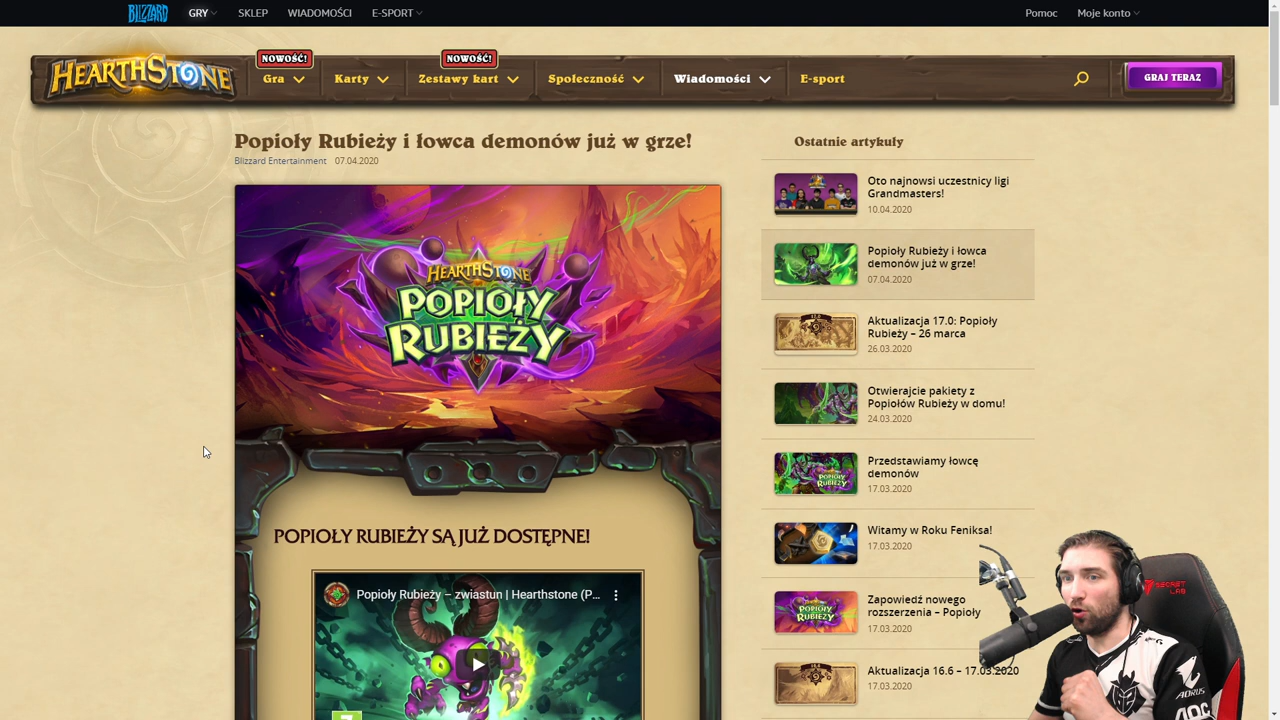 BLIZZARD
GRY
SKLEP
WIADOMOŚCI
E-SPORT
Pomoc
Moje konto
HEARTHSTONE
NOWOŚĆ!
NOWOŚĆ!
Gra
Karty
Zestawy kart
Społeczność
Wiadomości
E-sport
GRAJ TERAZ
Popioły Rubieży i łowca demonów już w grze!
Blizzard Entertainment 07.04.2020
HEARTHSTONE
POPIOŁY
RUBIEŻY
POPIOŁY RUBIEŻY SĄ JUŻ DOSTĘPNE!
Popioły Rubieży – zwiastun | Hearthstone (P...
7
Ostatnie artykuły
Oto najnowsi uczestnicy ligi
Grandmasters!
10.04.2020
Popioły Rubieży i łowca
demonów już w grze!
07.04.2020
Aktualizacja 17.0: Popioły
Rubieży – 26 marca
26.03.2020
Otwierajcie pakiety z
Popiołów Rubieży w domu!
24.03.2020
Przedstawiamy łowcę
demonów
17.03.2020
Witamy w Roku Feniksa!
17.03.2020
Zapowiedź nowego
rozszerzenia – Popioły
17.03.2020
Aktualizacja 16.6 – 17.03.2020
17.03.2020
SECRET
LAB
AORUS
AOC